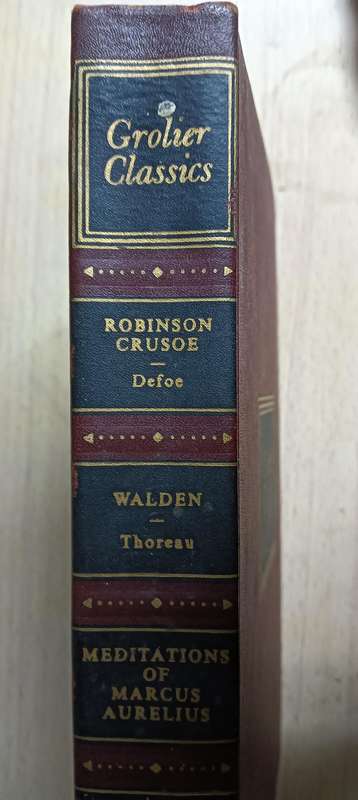 Grolier
Classics
ROBINSON
CRUSOE
Defoe
WALDEN
Thoreau
MEDITATIONS
OF
MARCUS
AURELIUS